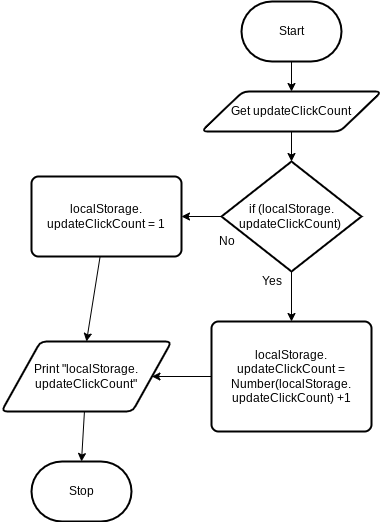 Start
Get updateClickCount
if (localStorage.
updateClickCount)
No
Yes
localStorage.
updateClickCount = 1
localStorage.
updateClickCount =
Number(localStorage.
updateClickCount) +1
Print "localStorage.
updateClickCount"
Stop